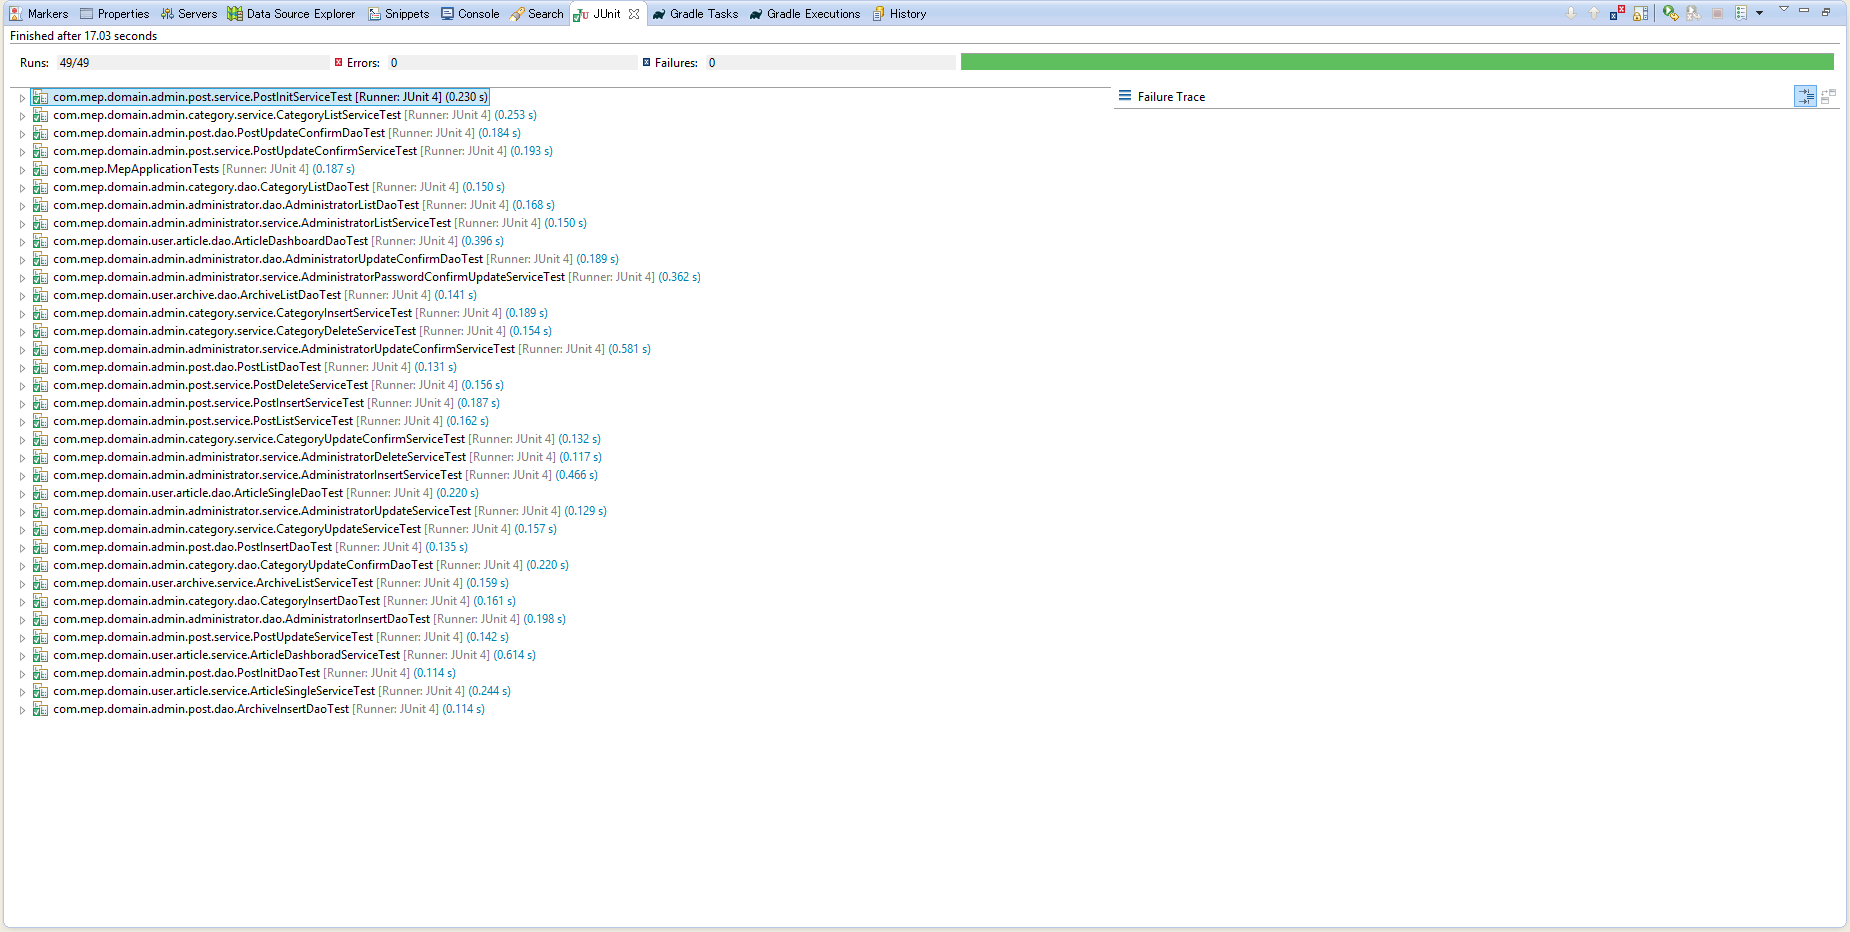 Markers Properties Servers Data Source Explorer Snippets Console Search JUnit Gradle Tasks Gradle Executions History
Finished after 17.03 seconds
Runs: 49/49 Errors: 0 Failures: 0
com.mep.domain.admin.post.service.PostInitServiceTest [Runner: JUnit 4] (0.230 s)
Failure Trace
com.mep.domain.admin.category.service.CategoryListServiceTest [Runner: JUnit 4] (0.253 s)
com.mep.domain.admin.post.dao.PostUpdateConfirmDaoTest [Runner: JUnit 4] (0.184 s)
com.mep.domain.admin.post.service.PostUpdateConfirmServiceTest [Runner: JUnit 4] (0.193 s)
com.mep.MepApplicationTests [Runner: JUnit 4] (0.187 s)
com.mep.domain.admin.category.dao.CategoryListDaoTest [Runner: JUnit 4] (0.150 s)
com.mep.domain.admin.administrator.dao.AdministratorListDaoTest [Runner: JUnit 4] (0.168 s)
com.mep.domain.admin.administrator.service.AdministratorListServiceTest [Runner: JUnit 4] (0.150 s)
com.mep.domain.user.article.dao.ArticleDashboardDaoTest [Runner: JUnit 4] (0.396 s)
com.mep.domain.admin.administrator.dao.AdministratorUpdateConfirmDaoTest [Runner: JUnit 4] (0.189 s)
com.mep.domain.admin.administrator.service.AdministratorPasswordConfirmUpdateServiceTest [Runner: JUnit 4] (0.362 s)
com.mep.domain.user.archive.dao.ArchiveListDaoTest [Runner: JUnit 4] (0.141 s)
com.mep.domain.admin.category.service.CategoryInsertServiceTest [Runner: JUnit 4] (0.189 s)
com.mep.domain.admin.category.service.CategoryDeleteServiceTest [Runner: JUnit 4] (0.154 s)
com.mep.domain.admin.administrator.service.AdministratorUpdateConfirmServiceTest [Runner: JUnit 4] (0.581 s)
com.mep.domain.admin.post.dao.PostListDaoTest [Runner: JUnit 4] (0.131 s)
com.mep.domain.admin.post.service.PostDeleteServiceTest [Runner: JUnit 4] (0.156 s)
com.mep.domain.admin.post.service.PostInsertServiceTest [Runner: JUnit 4] (0.187 s)
com.mep.domain.admin.post.service.PostListServiceTest [Runner: JUnit 4] (0.162 s)
com.mep.domain.admin.category.service.CategoryUpdateConfirmServiceTest [Runner: JUnit 4] (0.132 s)
com.mep.domain.admin.administrator.service.AdministratorDeleteServiceTest [Runner: JUnit 4] (0.117 s)
com.mep.domain.admin.administrator.service.AdministratorInsertServiceTest [Runner: JUnit 4] (0.466 s)
com.mep.domain.user.article.dao.ArticleSingleDaoTest [Runner: JUnit 4] (0.220 s)
com.mep.domain.admin.administrator.service.AdministratorUpdateServiceTest [Runner: JUnit 4] (0.129 s)
com.mep.domain.admin.category.service.CategoryUpdateServiceTest [Runner: JUnit 4] (0.157 s)
com.mep.domain.admin.post.dao.PostInsertDaoTest [Runner: JUnit 4] (0.135 s)
com.mep.domain.admin.category.dao.CategoryUpdateConfirmDaoTest [Runner: JUnit 4] (0.220 s)
com.mep.domain.user.archive.service.ArchiveListServiceTest [Runner: JUnit 4] (0.159 s)
com.mep.domain.admin.category.dao.CategoryInsertDaoTest [Runner: JUnit 4] (0.161 s)
com.mep.domain.admin.administrator.dao.AdministratorInsertDaoTest [Runner: JUnit 4] (0.198 s)
com.mep.domain.admin.post.service.PostUpdateServiceTest [Runner: JUnit 4] (0.142 s)
com.mep.domain.user.article.service.ArticleDashboradServiceTest [Runner: JUnit 4] (0.614 s)
com.mep.domain.admin.post.dao.PostInitDaoTest [Runner: JUnit 4] (0.114 s)
com.mep.domain.user.article.service.ArticleSingleServiceTest [Runner: JUnit 4] (0.244 s)
com.mep.domain.admin.post.dao.ArchiveInsertDaoTest [Runner: JUnit 4] (0.114 s)